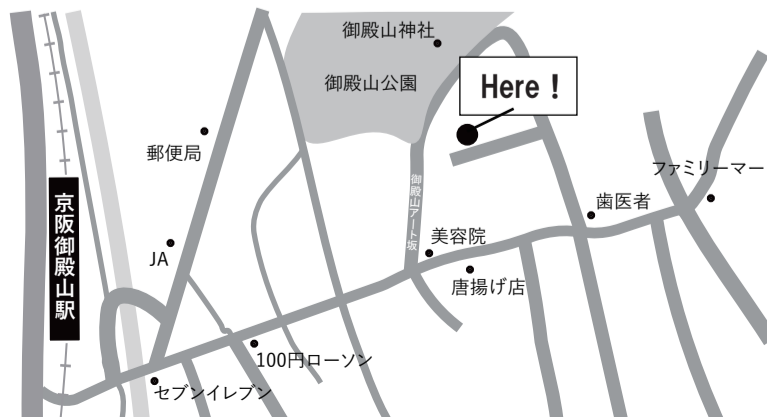 御殿山神社
御殿山公園
Here！
郵便局
ファミリーマー
京阪御殿山駅
御殿山アート坂
歯医者
美容院
JA
唐揚げ店
100円ローソン
セブンイレブン